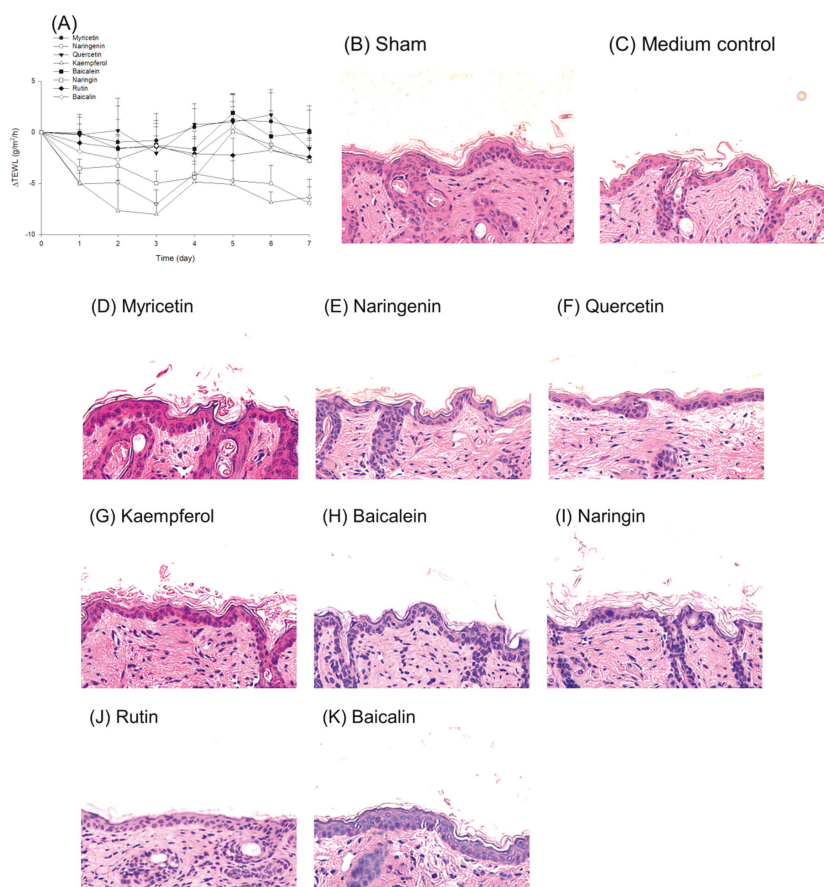 (A)
Myricetin
Naringenin
Quercetin
Kaempferol
Baicalein
Naringin
Rutin
Baicalin
5
0
-5
-10
ΔTEWL (g/m²/h)
0 1 2 3 4 5 6 7
Time (day)
(B) Sham
(C) Medium control
(D) Myricetin
(E) Naringenin
(F) Quercetin
(G) Kaempferol
(H) Baicalein
(I) Naringin
(J) Rutin
(K) Baicalin